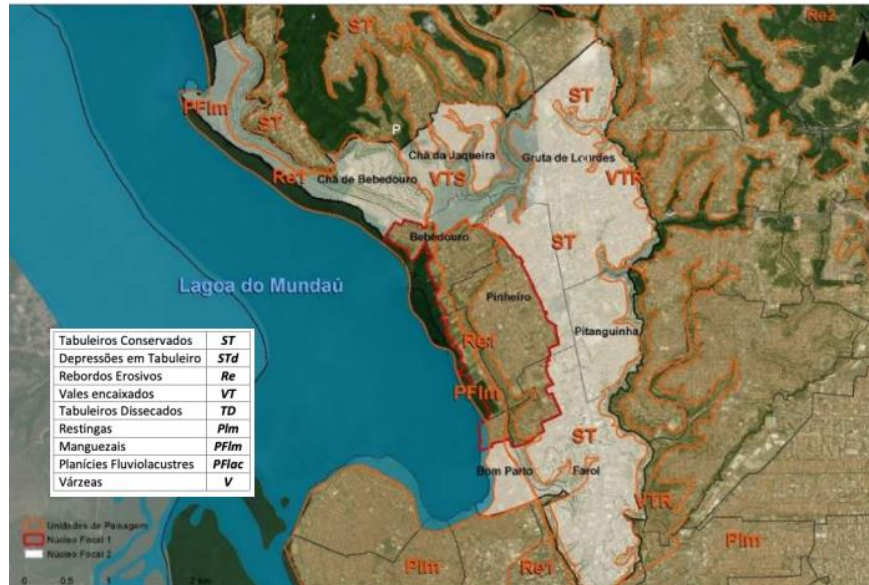 ST
Re2
PFlm
ST
P
Chã da Jaqueira
ST
Gruta de Lourdes
Re1
Chã de Bebedouro
VTS
VTR
Bebedouro
ST
Lagoa do Mundaú
Pinheiro
Pitanguinha
Re1
PFlm
ST
Bom Parto
Farol
VTR
Plm
Re1
Plm
Tabuleiros Conservados ST
Depressões em Tabuleiro STd
Rebordos Erosivos Re
Vales encaixados VT
Tabuleiros Dissecados TD
Restingas Plm
Manguezais PFlm
Planícies Fluviolacustres PFlac
Várzeas V
Unidades de Paisagem
Núcleo Focal 1
Núcleo Focal 2
0 0.5 1 2 km